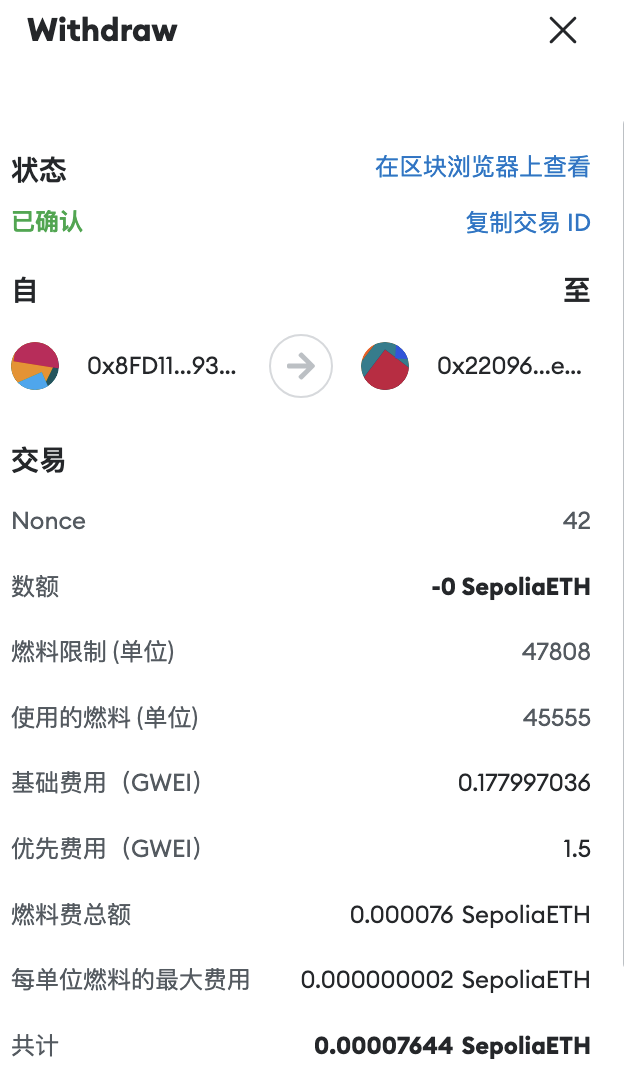 Withdraw
状态 在区块浏览器上查看
已确认 复制交易 ID
自 至
0x8FD11...93... 0x22096...e...
交易
Nonce 42
数额 -0 SepoliaETH
燃料限制 (单位) 47808
使用的燃料 (单位) 45555
基础费用（GWEI） 0.177997036
优先费用（GWEI） 1.5
燃料费总额 0.000076 SepoliaETH
每单位燃料的最大费用 0.000000002 SepoliaETH
共计 0.00007644 SepoliaETH